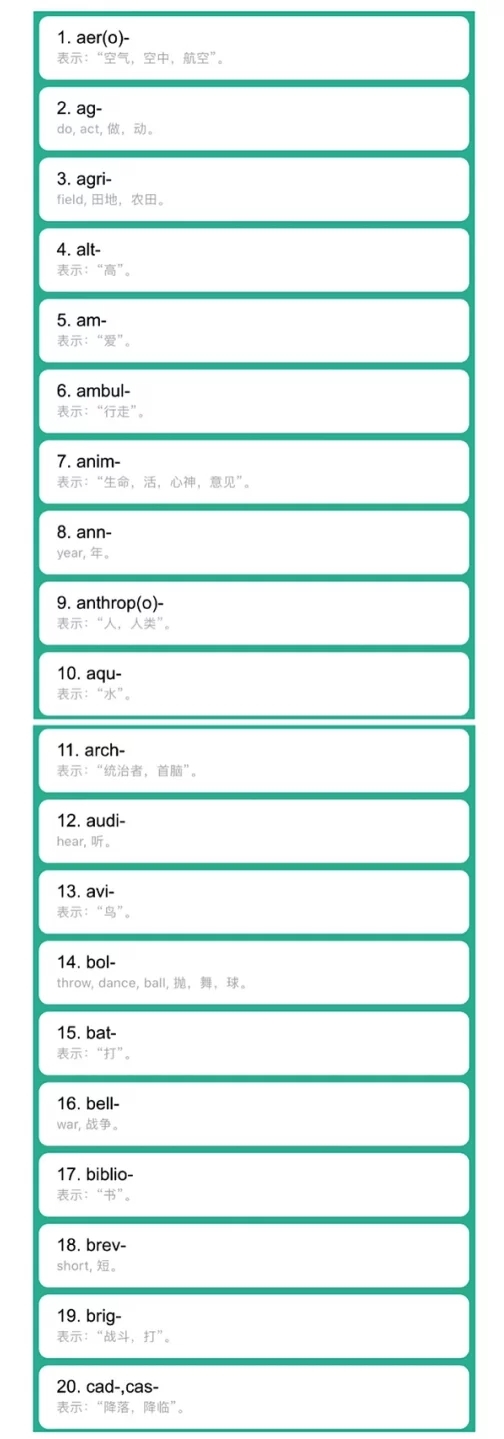 1. aer(o)-
表示：“空气，空中，航空”。
2. ag-
do, act, 做，动。
3. agri-
field, 田地，农田。
4. alt-
表示：“高”。
5. am-
表示：“爱”。
6. ambul-
表示：“行走”。
7. anim-
表示：“生命，活，心神，意见”。
8. ann-
year, 年。
9. anthrop(o)-
表示：“人，人类”。
10. aqu-
表示：“水”。
11. arch-
表示：“统治者，首脑”。
12. audi-
hear, 听。
13. avi-
表示：“鸟”。
14. bol-
throw, dance, ball, 抛，舞，球。
15. bat-
表示：“打”。
16. bell-
war, 战争。
17. biblio-
表示：“书”。
18. brev-
short, 短。
19. brig-
表示：“战斗，打”。
20. cad-,cas-
表示：“降落，降临”。